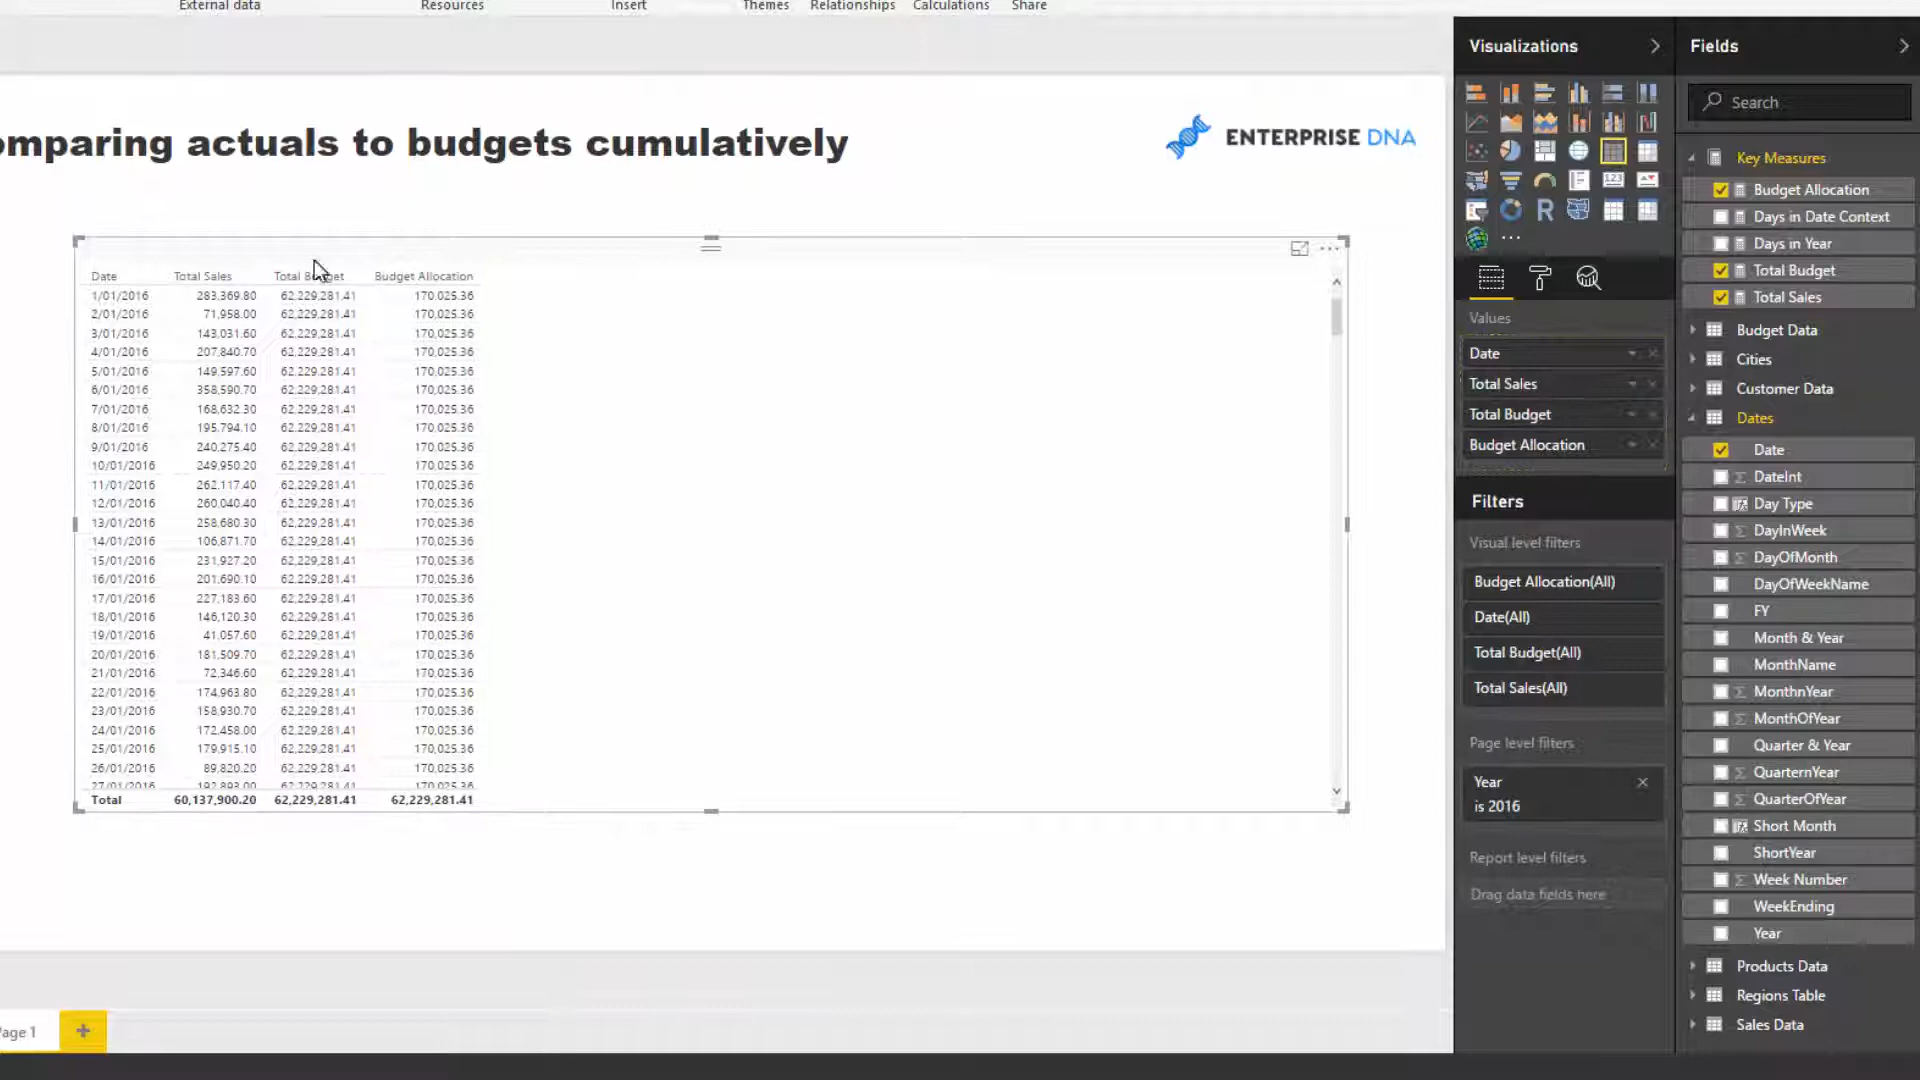 External data Resources Insert Themes Relationships Calculations Share
omparing actuals to budgets cumulatively
ENTERPRISE DNA
Date Total Sales Total Budget Budget Allocation
1/01/2016 283,369.80 62,229,281.41 170,025.36
2/01/2016 71,958.00 62,229,281.41 170,025.36
3/01/2016 143,031.60 62,229,281.41 170,025.36
4/01/2016 207,840.70 62,229,281.41 170,025.36
5/01/2016 149,597.60 62,229,281.41 170,025.36
6/01/2016 358,590.70 62,229,281.41 170,025.36
7/01/2016 168,632.30 62,229,281.41 170,025.36
8/01/2016 195,794.10 62,229,281.41 170,025.36
9/01/2016 240,275.40 62,229,281.41 170,025.36
10/01/2016 249,950.20 62,229,281.41 170,025.36
11/01/2016 262,117.40 62,229,281.41 170,025.36
12/01/2016 260,040.40 62,229,281.41 170,025.36
13/01/2016 258,680.30 62,229,281.41 170,025.36
14/01/2016 106,871.70 62,229,281.41 170,025.36
15/01/2016 231,927.20 62,229,281.41 170,025.36
16/01/2016 201,690.10 62,229,281.41 170,025.36
17/01/2016 227,183.60 62,229,281.41 170,025.36
18/01/2016 146,120.30 62,229,281.41 170,025.36
19/01/2016 41,057.60 62,229,281.41 170,025.36
20/01/2016 181,509.70 62,229,281.41 170,025.36
21/01/2016 72,346.60 62,229,281.41 170,025.36
22/01/2016 174,963.80 62,229,281.41 170,025.36
23/01/2016 158,930.70 62,229,281.41 170,025.36
24/01/2016 172,458.00 62,229,281.41 170,025.36
25/01/2016 179,915.10 62,229,281.41 170,025.36
26/01/2016 89,820.20 62,229,281.41 170,025.36
27/01/2016 192,893.00 62,229,281.41 170,025.36
Total 60,137,900.20 62,229,281.41 62,229,281.41
Page 1
+
Visualizations
R
123
Values
Date
Total Sales
Total Budget
Budget Allocation
Filters
Visual level filters
Budget Allocation(All)
Date(All)
Total Budget(All)
Total Sales(All)
Page level filters
Year
is 2016
Report level filters
Drag data fields here
Fields
Search
Key Measures
Budget Allocation
Days in Date Context
Days in Year
Total Budget
Total Sales
Budget Data
Cities
Customer Data
Dates
Date
DateInt
Day Type
DayInWeek
DayOfMonth
DayOfWeekName
FY
Month & Year
MonthName
MonthnYear
MonthOfYear
Quarter & Year
QuarternYear
QuarterOfYear
Short Month
ShortYear
Week Number
WeekEnding
Year
Products Data
Regions Table
Sales Data